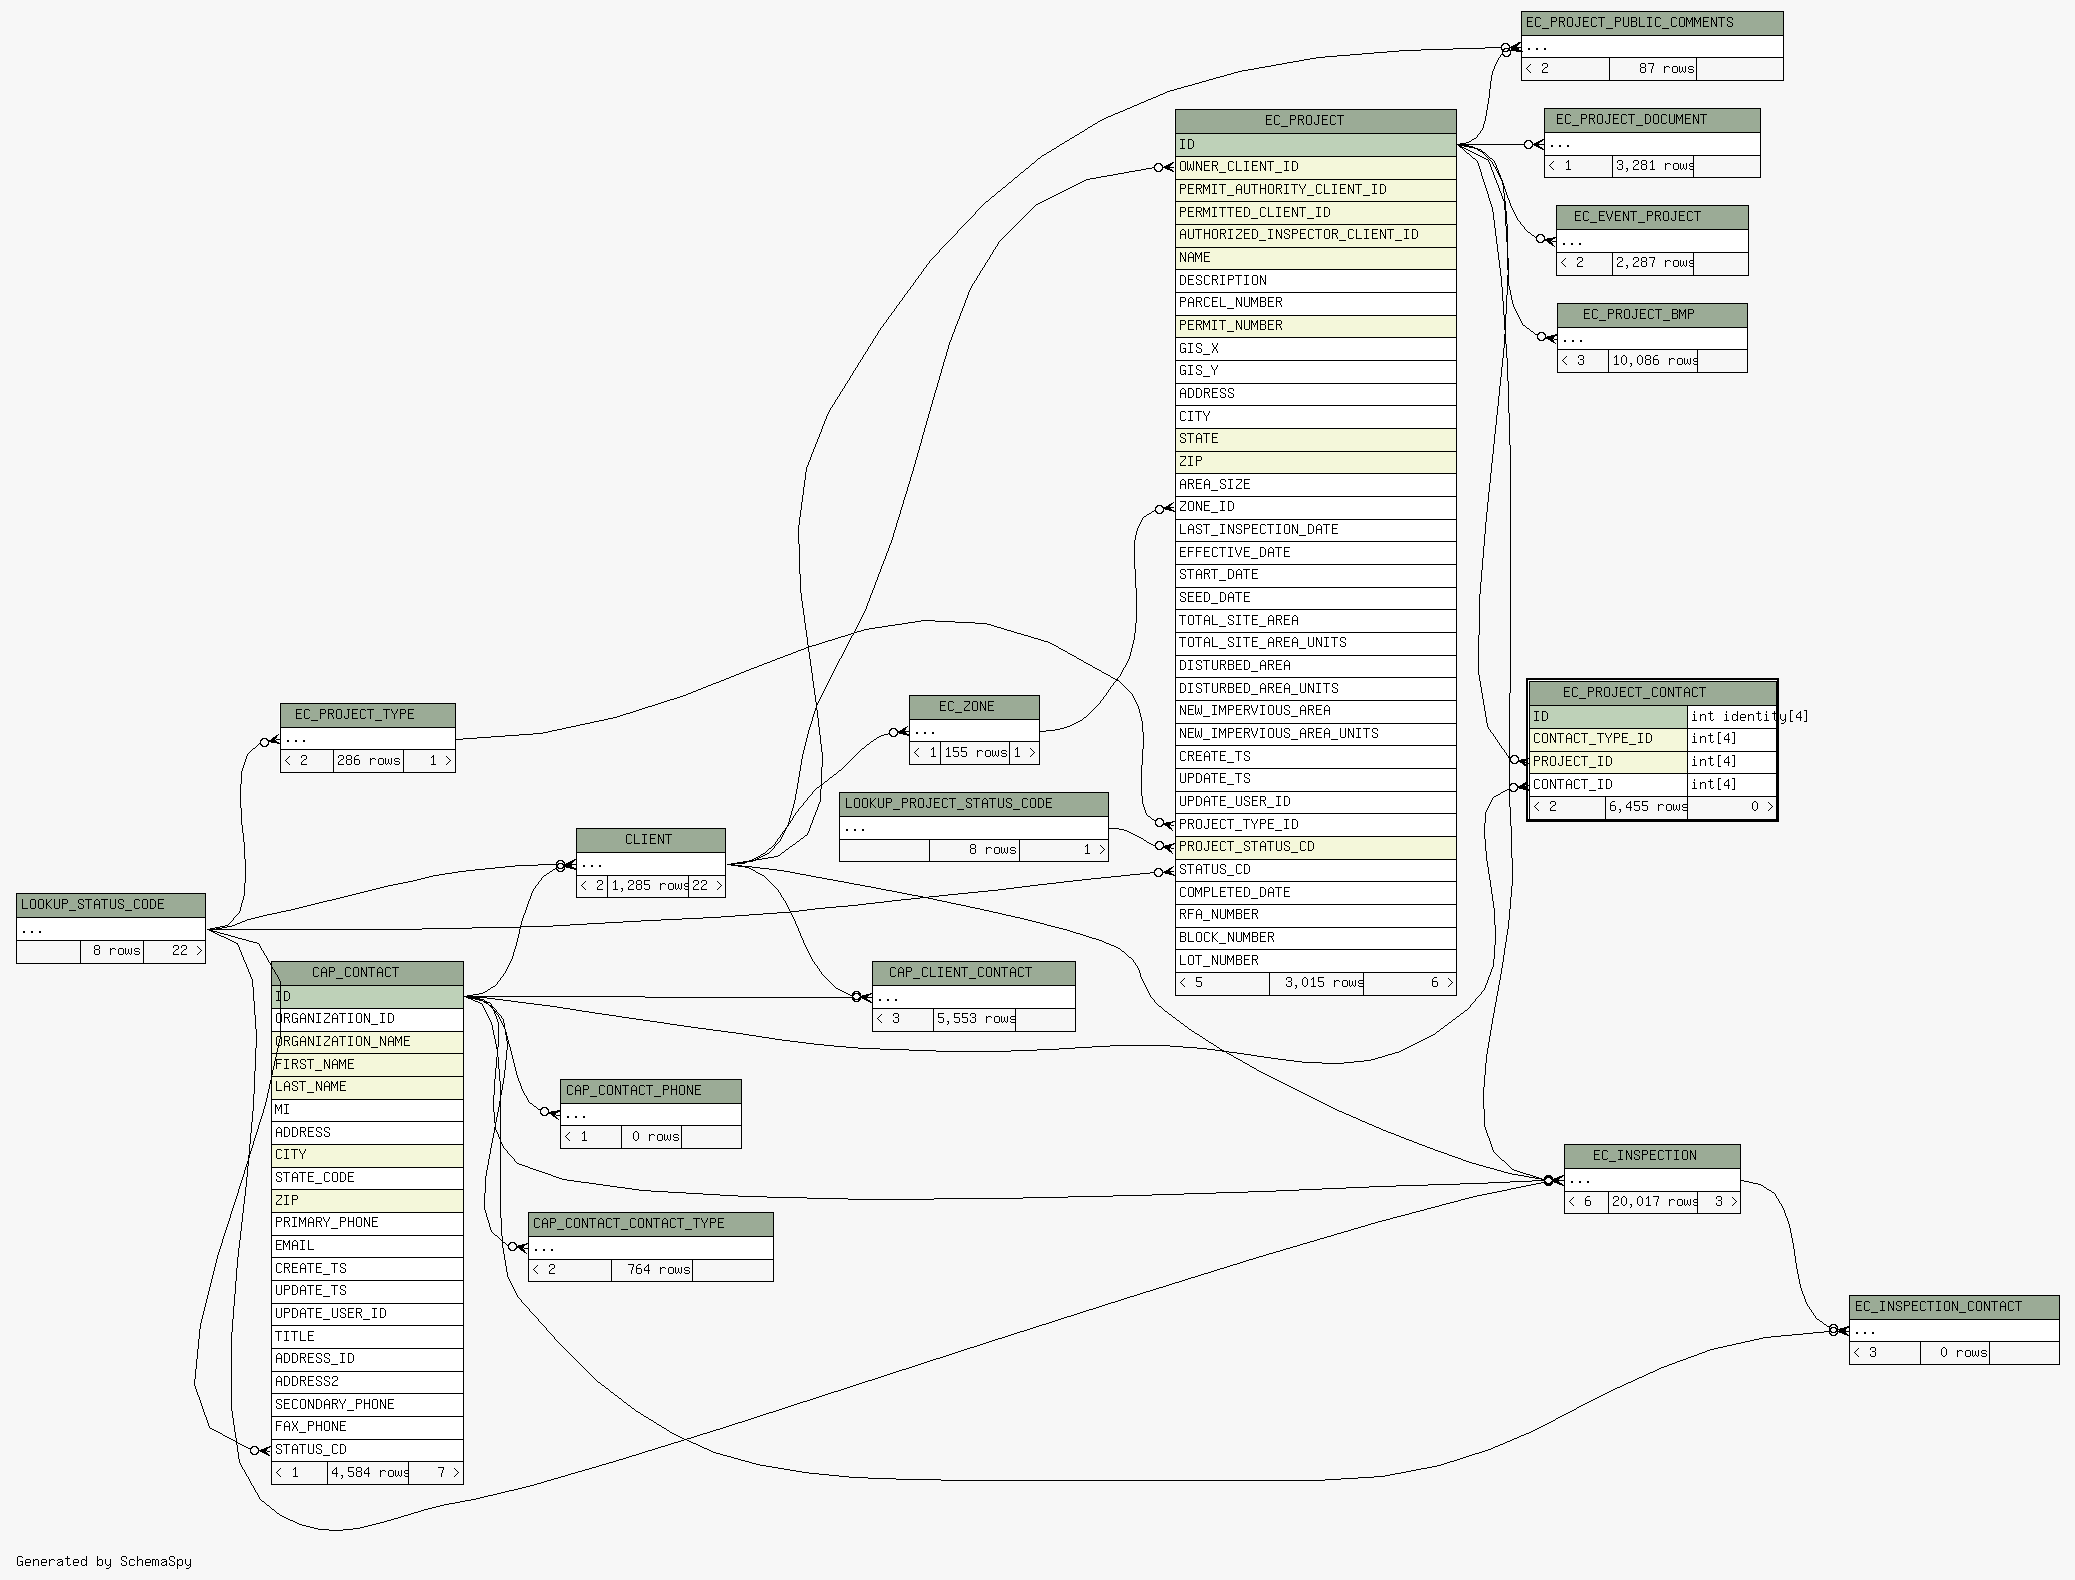 EC_PROJECT_PUBLIC_COMMENTS
...
< 2 87 rows
EC_PROJECT
ID
OWNER_CLIENT_ID
PERMIT_AUTHORITY_CLIENT_ID
PERMITTED_CLIENT_ID
AUTHORIZED_INSPECTOR_CLIENT_ID
NAME
DESCRIPTION
PARCEL_NUMBER
PERMIT_NUMBER
GIS_X
GIS_Y
ADDRESS
CITY
STATE
ZIP
AREA_SIZE
ZONE_ID
LAST_INSPECTION_DATE
EFFECTIVE_DATE
START_DATE
SEED_DATE
TOTAL_SITE_AREA
TOTAL_SITE_AREA_UNITS
DISTURBED_AREA
DISTURBED_AREA_UNITS
NEW_IMPERVIOUS_AREA
NEW_IMPERVIOUS_AREA_UNITS
CREATE_TS
UPDATE_TS
UPDATE_USER_ID
PROJECT_TYPE_ID
PROJECT_STATUS_CD
STATUS_CD
COMPLETED_DATE
RFA_NUMBER
BLOCK_NUMBER
LOT_NUMBER
< 5 3,015 rows 6 >
EC_PROJECT_DOCUMENT
...
< 1 3,281 rows
EC_EVENT_PROJECT
...
< 2 2,287 rows
EC_PROJECT_BMP
...
< 3 10,086 rows
EC_PROJECT_CONTACT
ID int identity[4]
CONTACT_TYPE_ID int[4]
PROJECT_ID int[4]
CONTACT_ID int[4]
< 2 6,455 rows 0 >
EC_PROJECT_TYPE
...
< 2 286 rows 1 >
EC_ZONE
...
< 1 155 rows 1 >
LOOKUP_PROJECT_STATUS_CODE
...
8 rows 1 >
CLIENT
...
< 2 1,285 rows 22 >
LOOKUP_STATUS_CODE
...
8 rows 22 >
CAP_CONTACT
ID
ORGANIZATION_ID
ORGANIZATION_NAME
FIRST_NAME
LAST_NAME
MI
ADDRESS
CITY
STATE_CODE
ZIP
PRIMARY_PHONE
EMAIL
CREATE_TS
UPDATE_TS
UPDATE_USER_ID
TITLE
ADDRESS_ID
ADDRESS2
SECONDARY_PHONE
FAX_PHONE
STATUS_CD
< 1 4,584 rows 7 >
CAP_CLIENT_CONTACT
...
< 3 5,553 rows
CAP_CONTACT_PHONE
...
< 1 0 rows
CAP_CONTACT_CONTACT_TYPE
...
< 2 764 rows
EC_INSPECTION
...
< 6 20,017 rows 3 >
EC_INSPECTION_CONTACT
...
< 3 0 rows
Generated by SchemaSpy